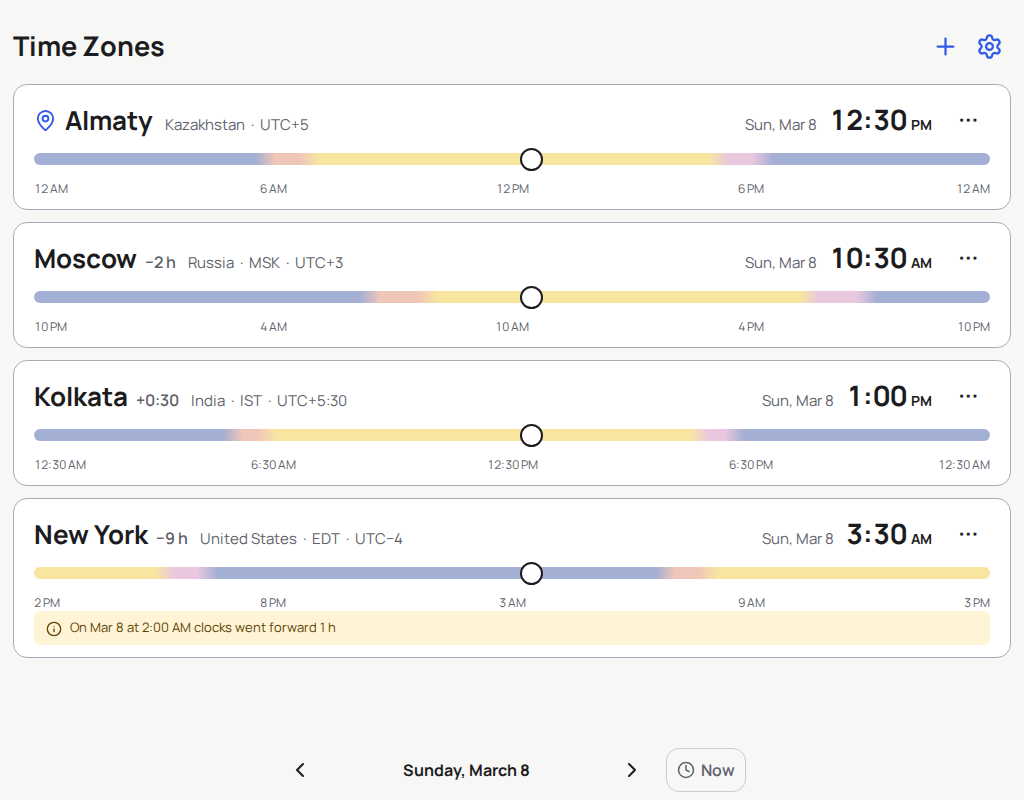 Time Zones
Almaty Kazakhstan · UTC+5 Sun, Mar 8 12:30 PM
12 AM 6 AM 12 PM 6 PM 12 AM
Moscow −2 h Russia · MSK · UTC+3 Sun, Mar 8 10:30 AM
10 PM 4 AM 10 AM 4 PM 10 PM
Kolkata +0:30 India · IST · UTC+5:30 Sun, Mar 8 1:00 PM
12:30 AM 6:30 AM 12:30 PM 6:30 PM 12:30 AM
New York −9 h United States · EDT · UTC−4 Sun, Mar 8 3:30 AM
2 PM 8 PM 3 AM 9 AM 3 PM
On Mar 8 at 2:00 AM clocks went forward 1 h
Sunday, March 8 Now